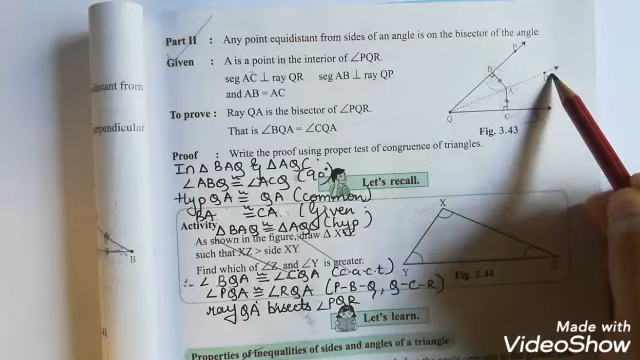 Part II : Any point equidistant from sides of an angle is on the bisector of the angle
Given : A is a point in the interior of ∠PQR.
seg AC ⊥ ray QR seg AB ⊥ ray QP
and AB = AC
To prove : Ray QA is the bisector of ∠PQR.
That is ∠BQA = ∠CQA
Proof : Write the proof using proper test of congruence of triangles.
In △ BAQ & △AQC
∠ABQ ≅ ∠ACQ (90°)
Hyp QA ≅ QA (common)
BA ≅ CA (given)
△BAQ ≅ △AQC (hyp)
∴ ∠BQA ≅ ∠CQA (c·a·c·t)
∠PQA ≅ ∠RQA (P-B-Q, Q-C-R)
ray QA bisects ∠PQR
distant from
perpendicular
B
P
B
A
Q
C
Fig. 3.43
Let's recall.
Activity
As shown in the figure, draw △
such that XZ > side XY
Find which of ∠Z and ∠Y is greater.
X
Y
Fig. 3.44
Let's learn.
Properties of inequalities of sides and angles of a triangle
Made with
VideoShow